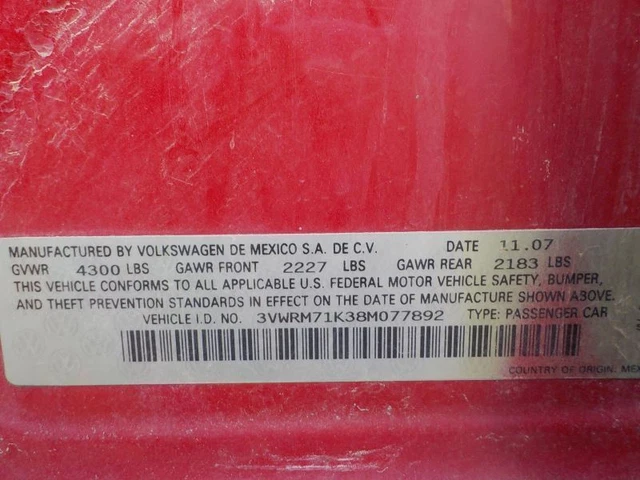 MANUFACTURED BY VOLKSWAGEN DE MEXICO S.A. DE C.V. DATE 11.07
GVWR 4300 LBS GAWR FRONT 2227 LBS GAWR REAR 2183 LBS
THIS VEHICLE CONFORMS TO ALL APPLICABLE U.S. FEDERAL MOTOR VEHICLE SAFETY, BUMPER,
AND THEFT PREVENTION STANDARDS IN EFFECT ON THE DATE OF MANUFACTURE SHOWN ABOVE.
VEHICLE I.D. NO. 3VWRM71K38M077892 TYPE: PASSENGER CAR
COUNTRY OF ORIGIN: MEX